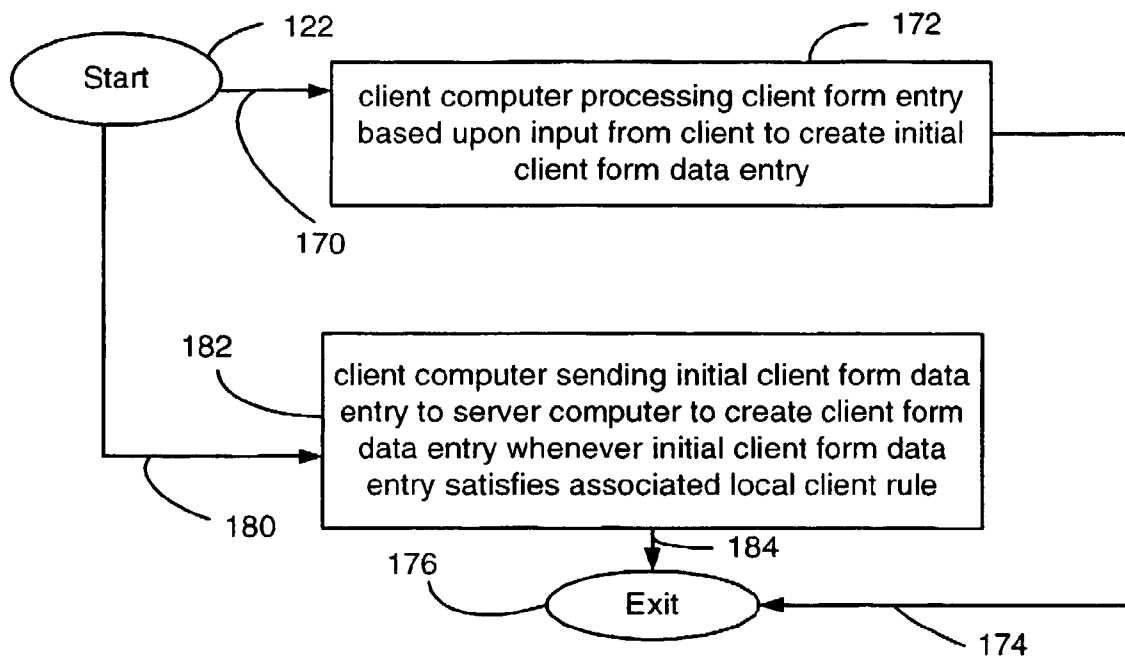 122
Start
172
client computer processing client form entry
based upon input from client to create initial
client form data entry
170
182
client computer sending initial client form data
entry to server computer to create client form
data entry whenever initial client form data
entry satisfies associated local client rule
180
184
176
Exit
174